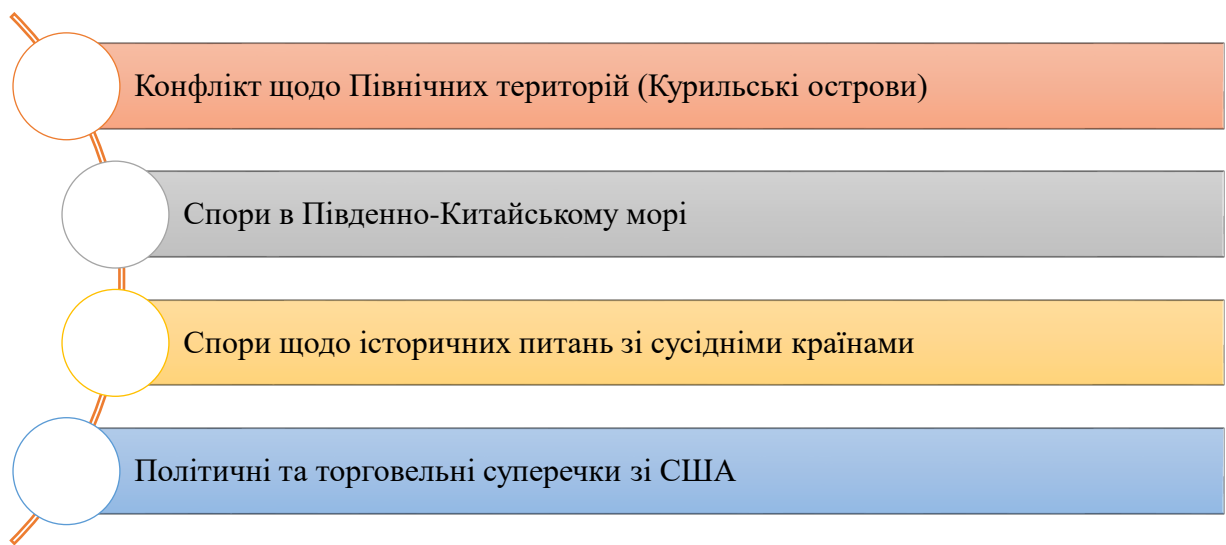 Конфлікт щодо Північних територій (Курильські острови)
Спори в Південно-Китайському морі
Спори щодо історичних питань зі сусідніми країнами
Політичні та торговельні суперечки зі США